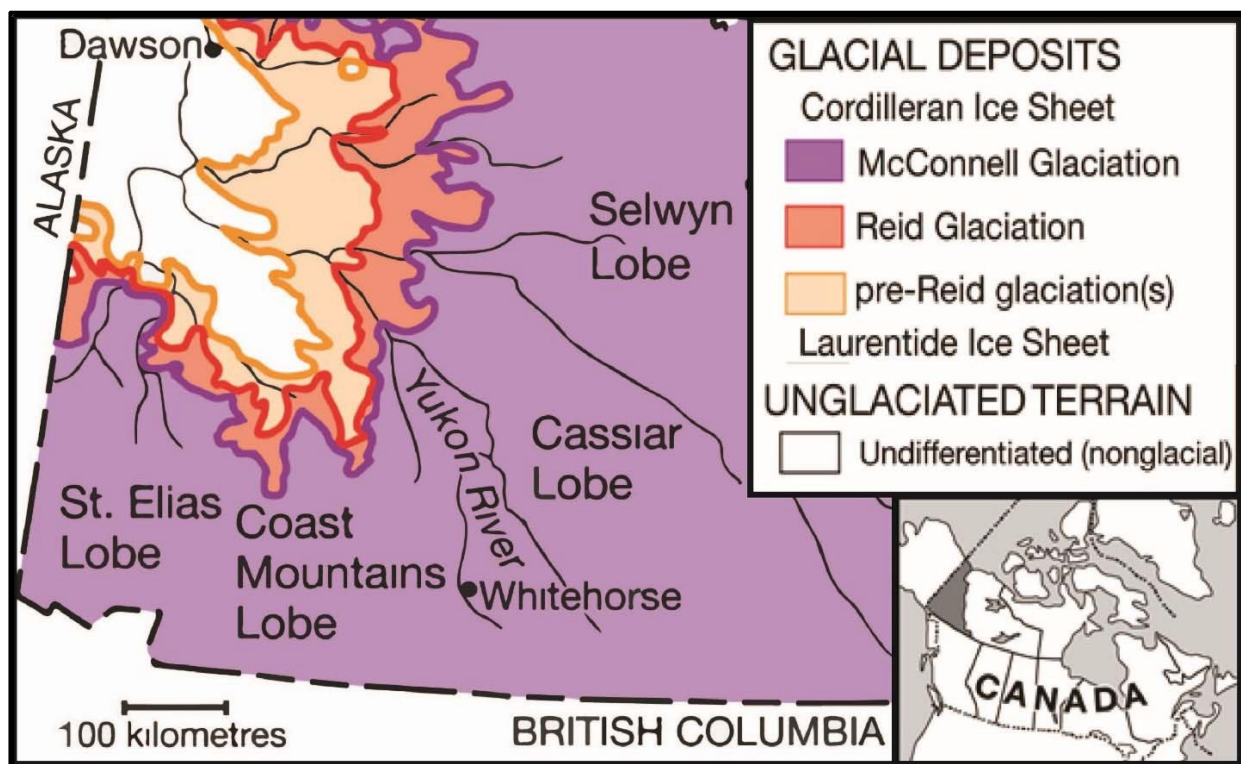 Dawson
ALASKA
Selwyn
Lobe
Yukon River
Cassiar
Lobe
St. Elias
Lobe
Coast
Mountains
Lobe
Whitehorse
100 kilometres
BRITISH COLUMBIA
GLACIAL DEPOSITS
Cordilleran Ice Sheet
McConnell Glaciation
Reid Glaciation
pre-Reid glaciation(s)
Laurentide Ice Sheet
UNGLACIATED TERRAIN
Undifferentiated (nonglacial)
CANADA